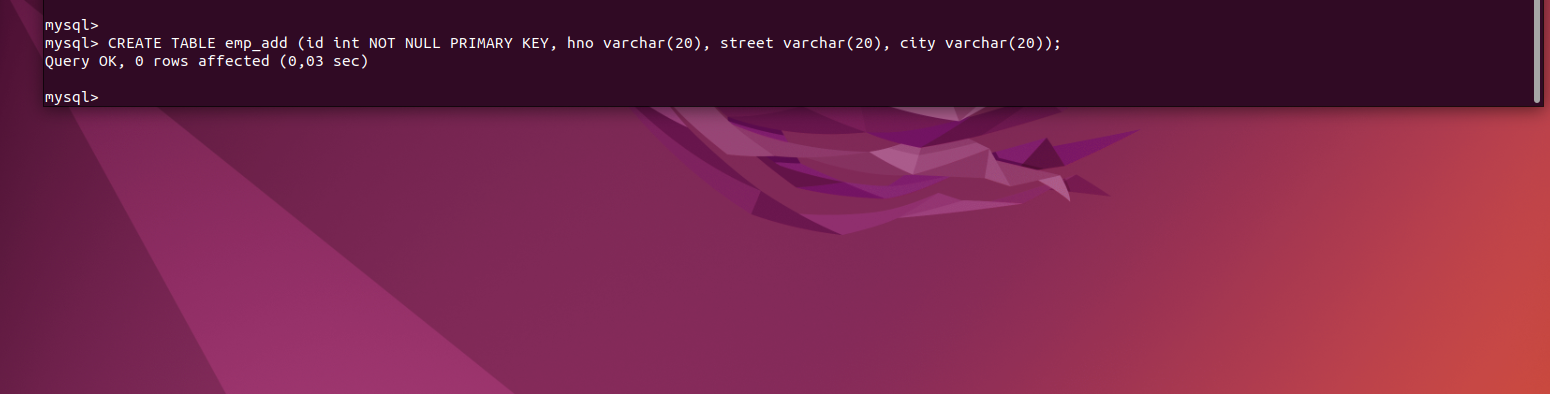 mysql>
mysql> CREATE TABLE emp_add (id int NOT NULL PRIMARY KEY, hno varchar(20), street varchar(20), city varchar(20));
Query OK, 0 rows affected (0,03 sec)
mysql>